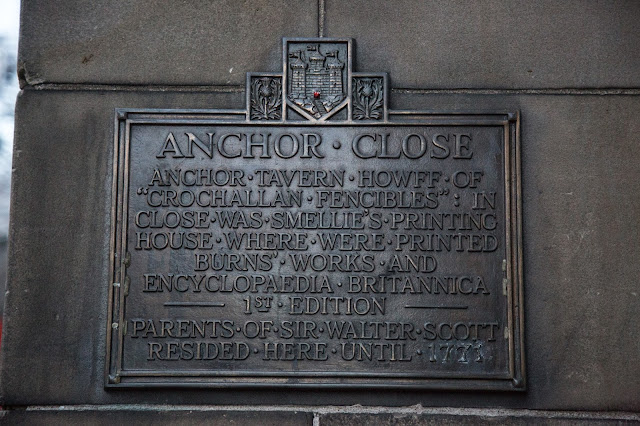 ANCHOR · CLOSE
ANCHOR · TAVERN · HOWFF · OF
"CROCHALLAN · FENCIBLES" : IN
CLOSE · WAS · SMELLIE'S · PRINTING
HOUSE · WHERE · WERE · PRINTED
BURNS' · WORKS · AND
ENCYCLOPAEDIA · BRITANNICA
1ST · EDITION
PARENTS · OF · SIR · WALTER · SCOTT
RESIDED · HERE · UNTIL ·